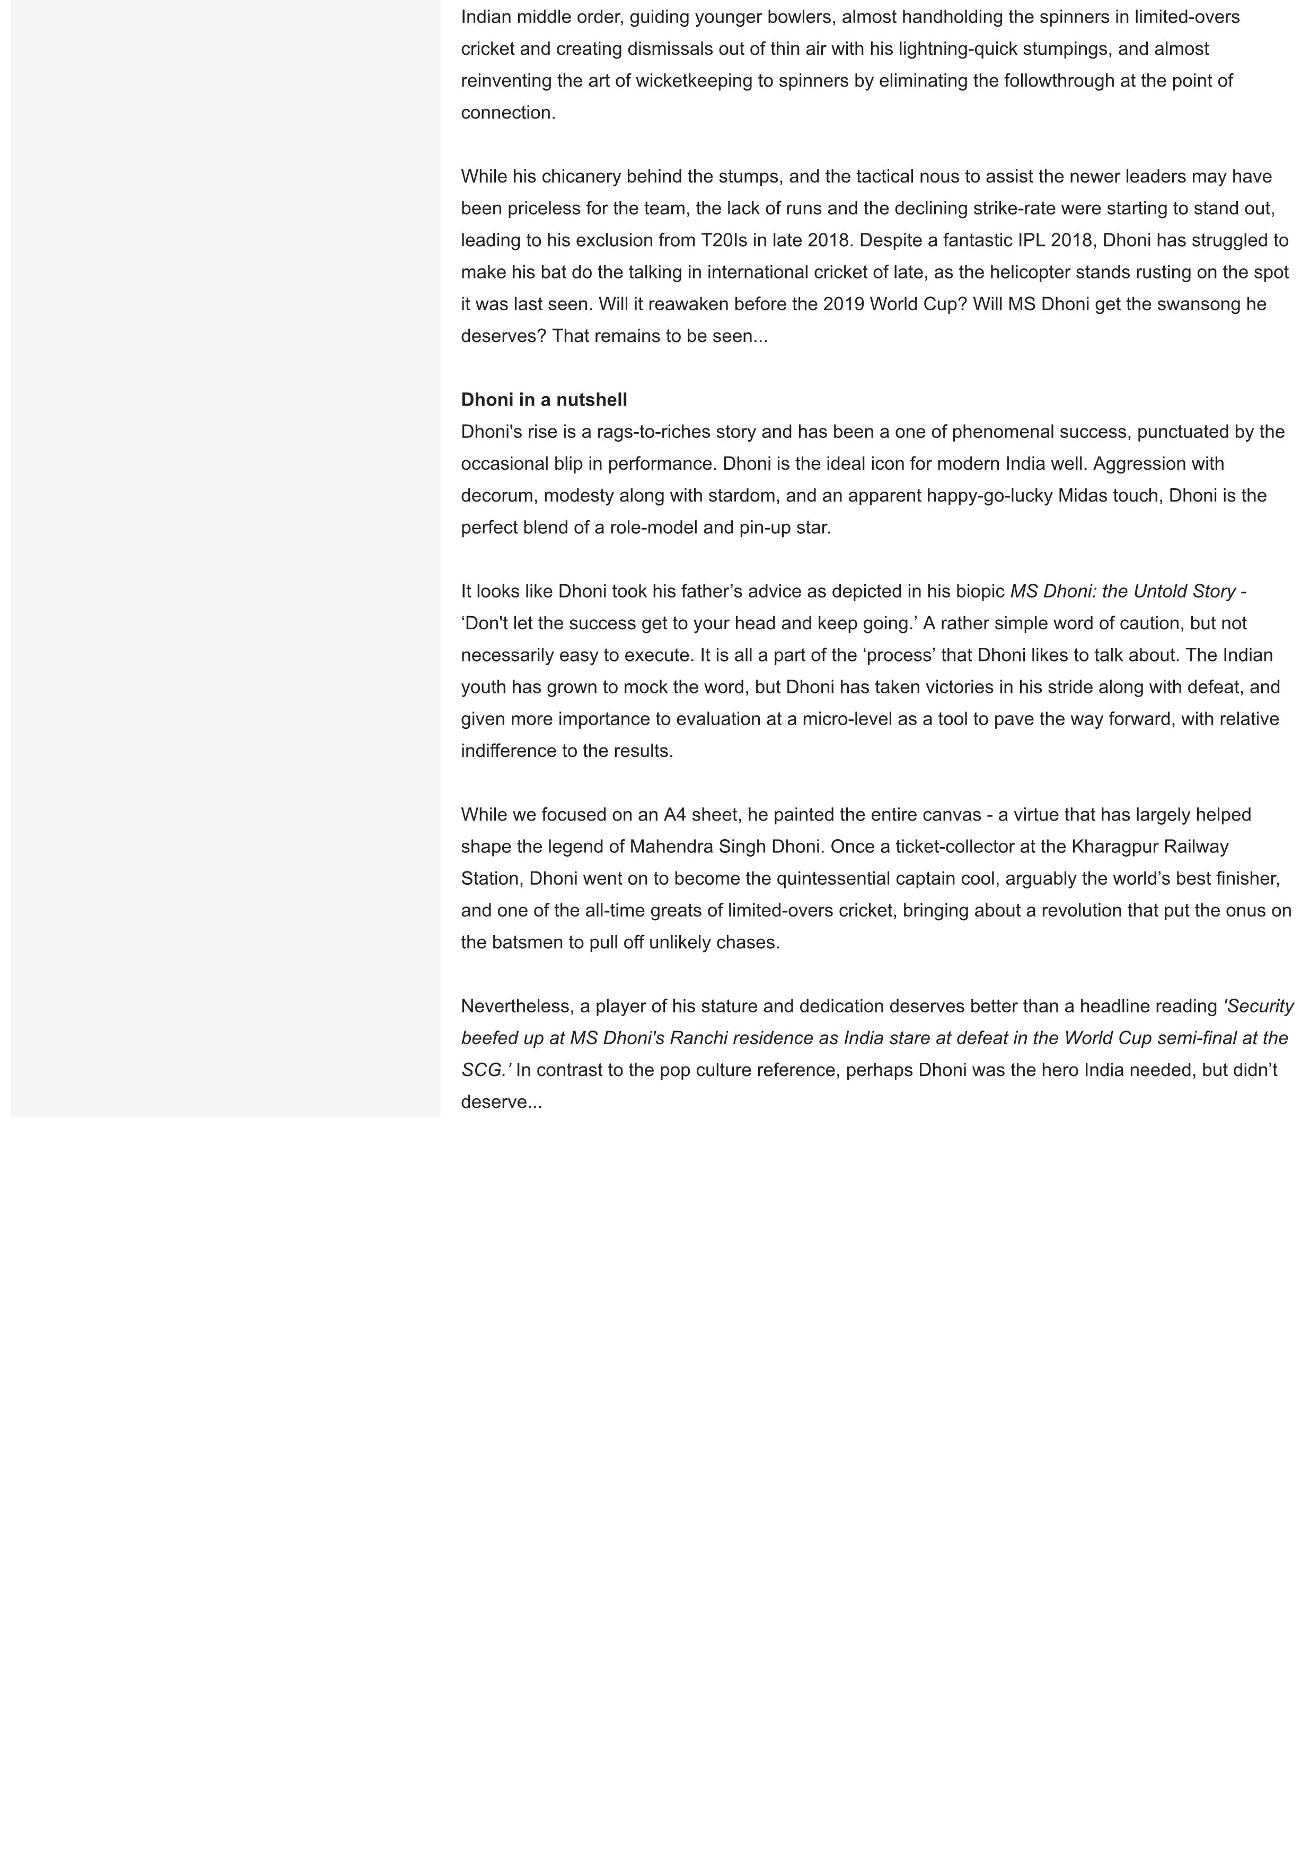 Indian middle order, guiding younger bowlers, almost handholding the spinners in limited-overs
cricket and creating dismissals out of thin air with his lightning-quick stumpings, and almost
reinventing the art of wicketkeeping to spinners by eliminating the followthrough at the point of
connection.
While his chicanery behind the stumps, and the tactical nous to assist the newer leaders may have
been priceless for the team, the lack of runs and the declining strike-rate were starting to stand out,
leading to his exclusion from T20Is in late 2018. Despite a fantastic IPL 2018, Dhoni has struggled to
make his bat do the talking in international cricket of late, as the helicopter stands rusting on the spot
it was last seen. Will it reawaken before the 2019 World Cup? Will MS Dhoni get the swansong he
deserves? That remains to be seen...
Dhoni in a nutshell
Dhoni's rise is a rags-to-riches story and has been a one of phenomenal success, punctuated by the
occasional blip in performance. Dhoni is the ideal icon for modern India well. Aggression with
decorum, modesty along with stardom, and an apparent happy-go-lucky Midas touch, Dhoni is the
perfect blend of a role-model and pin-up star.
It looks like Dhoni took his father’s advice as depicted in his biopic MS Dhoni: the Untold Story -
‘Don't let the success get to your head and keep going.’ A rather simple word of caution, but not
necessarily easy to execute. It is all a part of the ‘process’ that Dhoni likes to talk about. The Indian
youth has grown to mock the word, but Dhoni has taken victories in his stride along with defeat, and
given more importance to evaluation at a micro-level as a tool to pave the way forward, with relative
indifference to the results.
While we focused on an A4 sheet, he painted the entire canvas - a virtue that has largely helped
shape the legend of Mahendra Singh Dhoni. Once a ticket-collector at the Kharagpur Railway
Station, Dhoni went on to become the quintessential captain cool, arguably the world’s best finisher,
and one of the all-time greats of limited-overs cricket, bringing about a revolution that put the onus on
the batsmen to pull off unlikely chases.
Nevertheless, a player of his stature and dedication deserves better than a headline reading 'Security
beefed up at MS Dhoni's Ranchi residence as India stare at defeat in the World Cup semi-final at the
SCG.’ In contrast to the pop culture reference, perhaps Dhoni was the hero India needed, but didn’t
deserve...